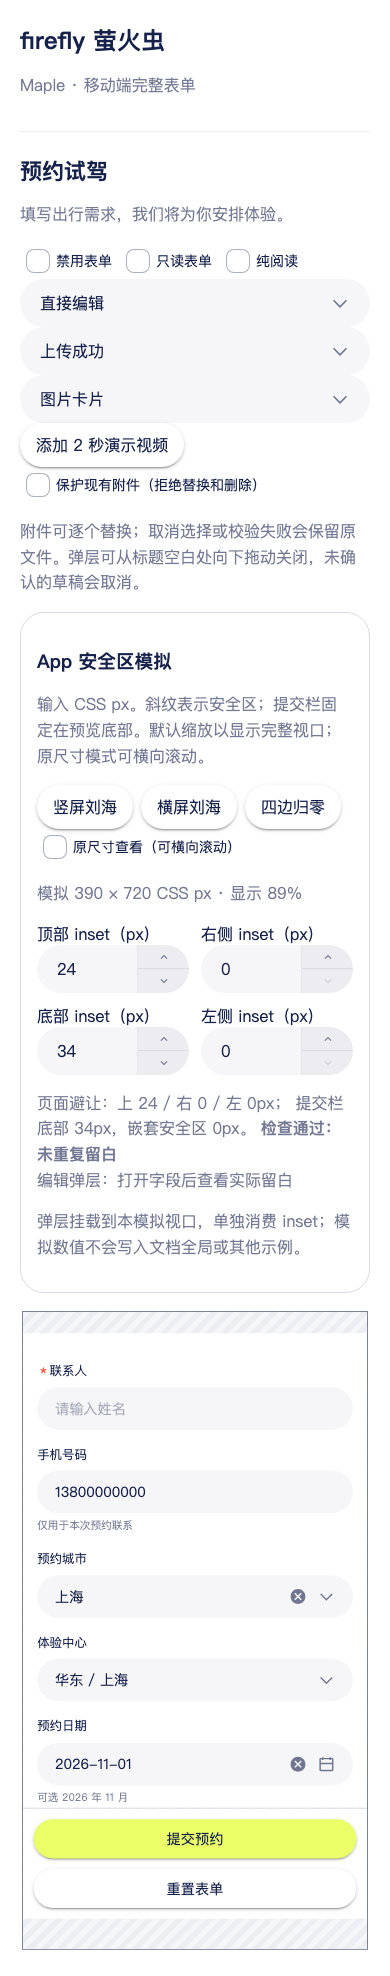 firefly 萤火虫
Maple · 移动端完整表单
预约试驾
填写出行需求，我们将为你安排体验。
禁用表单 只读表单 纯阅读
直接编辑
上传成功
图片卡片
添加 2 秒演示视频
保护现有附件（拒绝替换和删除）
附件可逐个替换；取消选择或校验失败会保留原
文件。弹层可从标题空白处向下拖动关闭，未确
认的草稿会取消。
App 安全区模拟
输入 CSS px。斜纹表示安全区；提交栏固
定在预览底部。默认缩放以显示完整视口；
原尺寸模式可横向滚动。
竖屏刘海 横屏刘海 四边归零
原尺寸查看（可横向滚动）
模拟 390 × 720 CSS px · 显示 89%
顶部 inset（px） 右侧 inset（px）
24 0
底部 inset（px） 左侧 inset（px）
34 0
页面避让：上 24 / 右 0 / 左 0px； 提交栏
底部 34px，嵌套安全区 0px。 检查通过：
未重复留白
编辑弹层：打开字段后查看实际留白
弹层挂载到本模拟视口，单独消费 inset；模
拟数值不会写入文档全局或其他示例。
* 联系人
请输入姓名
手机号码
13800000000
仅用于本次预约联系
预约城市
上海
体验中心
华东 / 上海
预约日期
2026-11-01
可选 2026 年 11 月
提交预约
重置表单